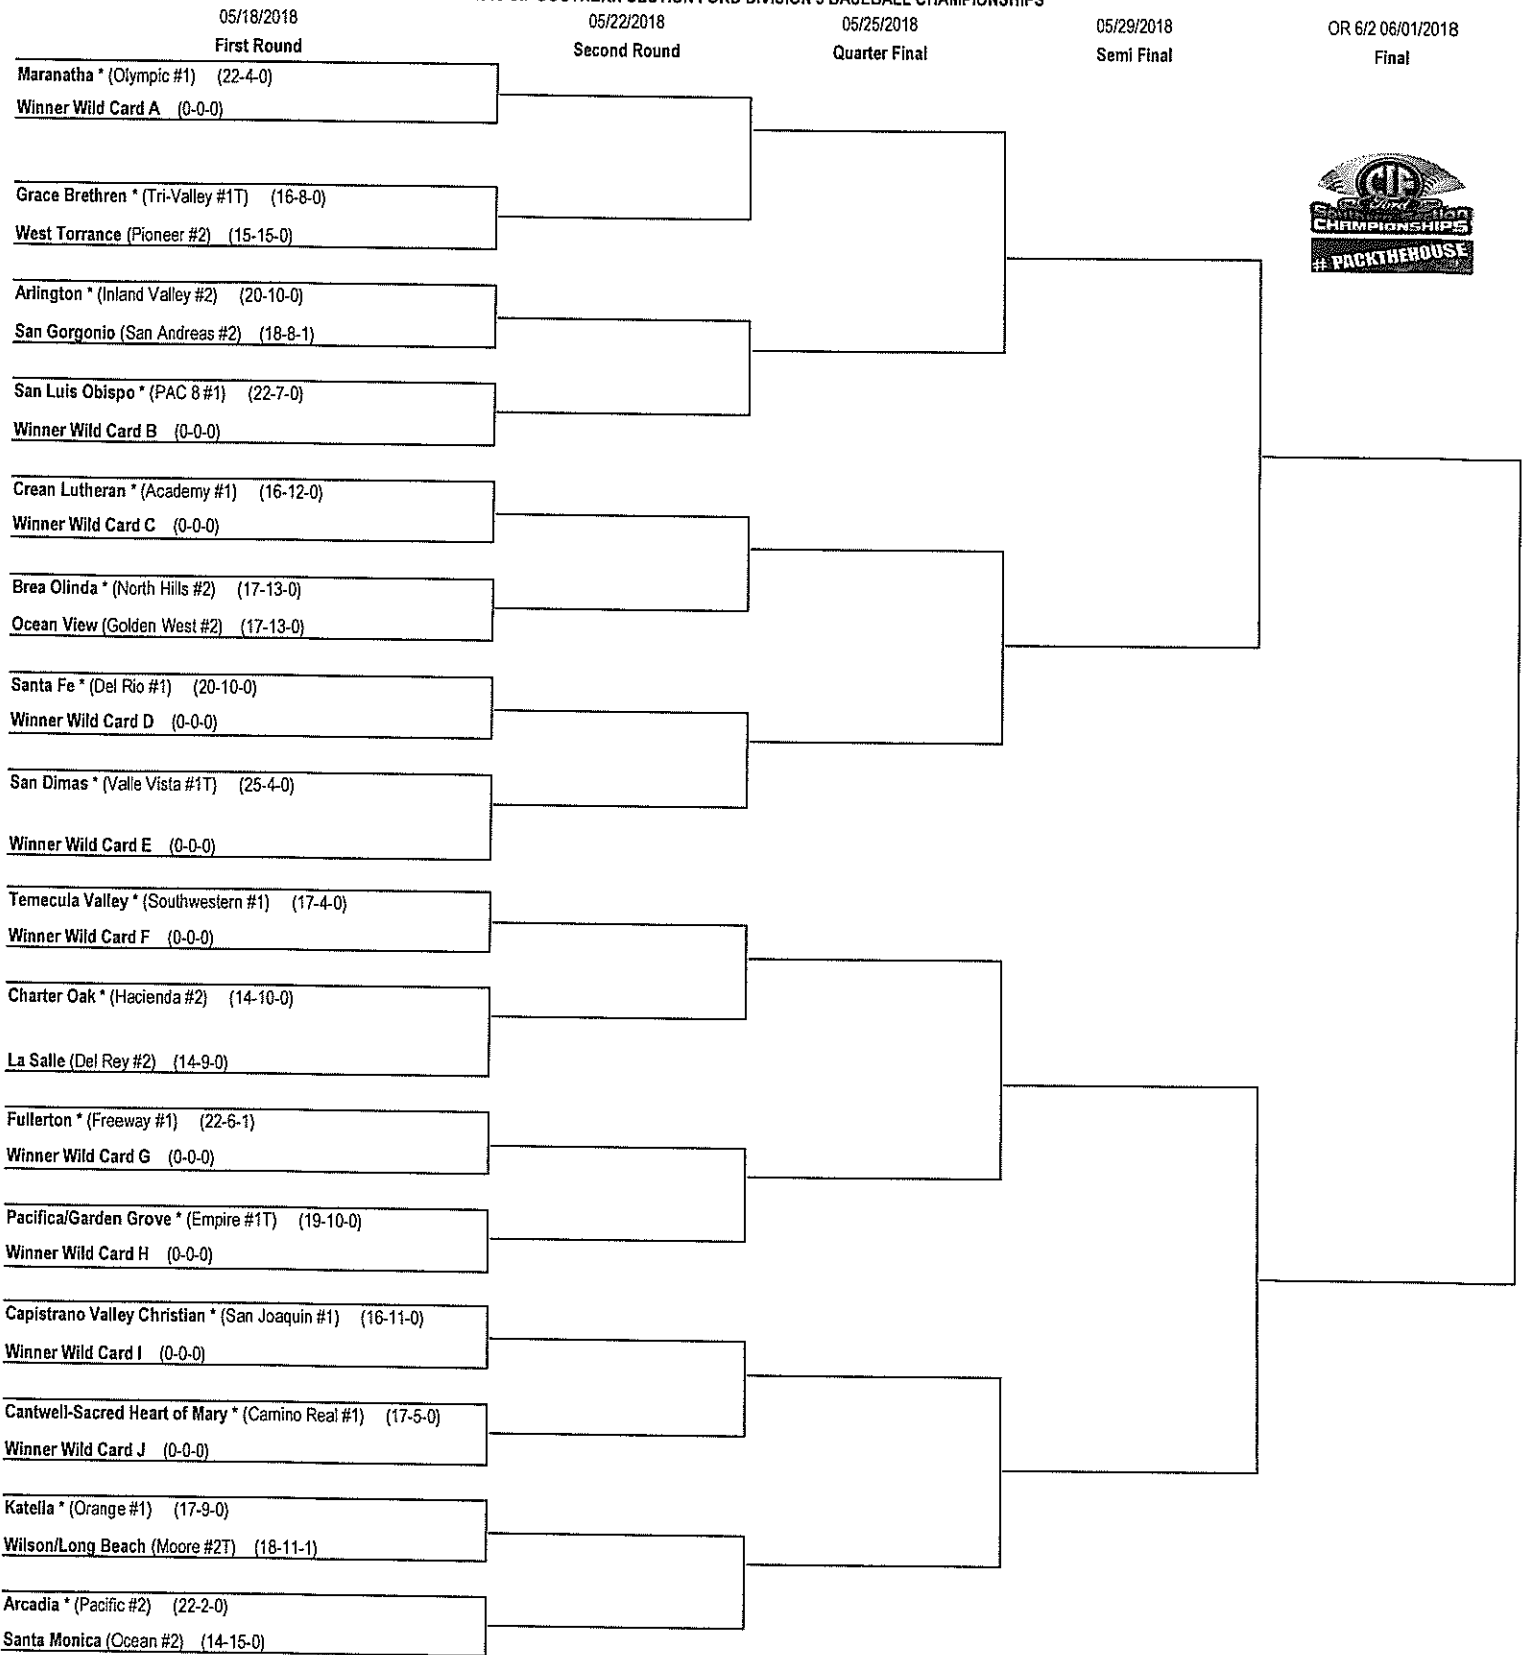 SOUTHERN SECTION FORD DIVISION 3 BASEBALL CHAMPIONSHIPS
05/18/2018
First Round
05/22/2018
Second Round
05/25/2018
Quarter Final
05/29/2018
Semi Final
OR 6/2 06/01/2018
Final
Maranatha * (Olympic #1) (22-4-0)
Winner Wild Card A (0-0-0)
Grace Brethren * (Tri-Valley #1T) (16-8-0)
West Torrance (Pioneer #2) (15-15-0)
Arlington * (Inland Valley #2) (20-10-0)
San Gorgonio (San Andreas #2) (18-8-1)
San Luis Obispo * (PAC 8 #1) (22-7-0)
Winner Wild Card B (0-0-0)
Crean Lutheran * (Academy #1) (16-12-0)
Winner Wild Card C (0-0-0)
Brea Olinda * (North Hills #2) (17-13-0)
Ocean View (Golden West #2) (17-13-0)
Santa Fe * (Del Rio #1) (20-10-0)
Winner Wild Card D (0-0-0)
San Dimas * (Valle Vista #1T) (25-4-0)
Winner Wild Card E (0-0-0)
Temecula Valley * (Southwestern #1) (17-4-0)
Winner Wild Card F (0-0-0)
Charter Oak * (Hacienda #2) (14-10-0)
La Salle (Del Rey #2) (14-9-0)
Fullerton * (Freeway #1) (22-6-1)
Winner Wild Card G (0-0-0)
Pacifica/Garden Grove * (Empire #1T) (19-10-0)
Winner Wild Card H (0-0-0)
Capistrano Valley Christian * (San Joaquin #1) (16-11-0)
Winner Wild Card I (0-0-0)
Cantwell-Sacred Heart of Mary * (Camino Real #1) (17-5-0)
Winner Wild Card J (0-0-0)
Katella * (Orange #1) (17-9-0)
Wilson/Long Beach (Moore #2T) (18-11-1)
Arcadia * (Pacific #2) (22-2-0)
Santa Monica (Ocean #2) (14-15-0)
CIF
Ford
Southern Section
CHAMPIONSHIPS
# PACKTHEHOUSE